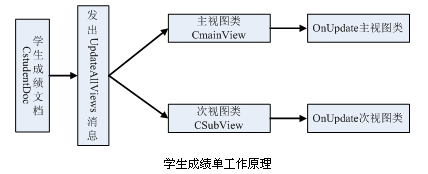 学生成绩文档
CstudentDoc
发出UpdateAllViews消息
主视图类
CmainView
OnUpdate主视图类
次视图类
CSubView
OnUpdate次视图类
学生成绩单工作原理